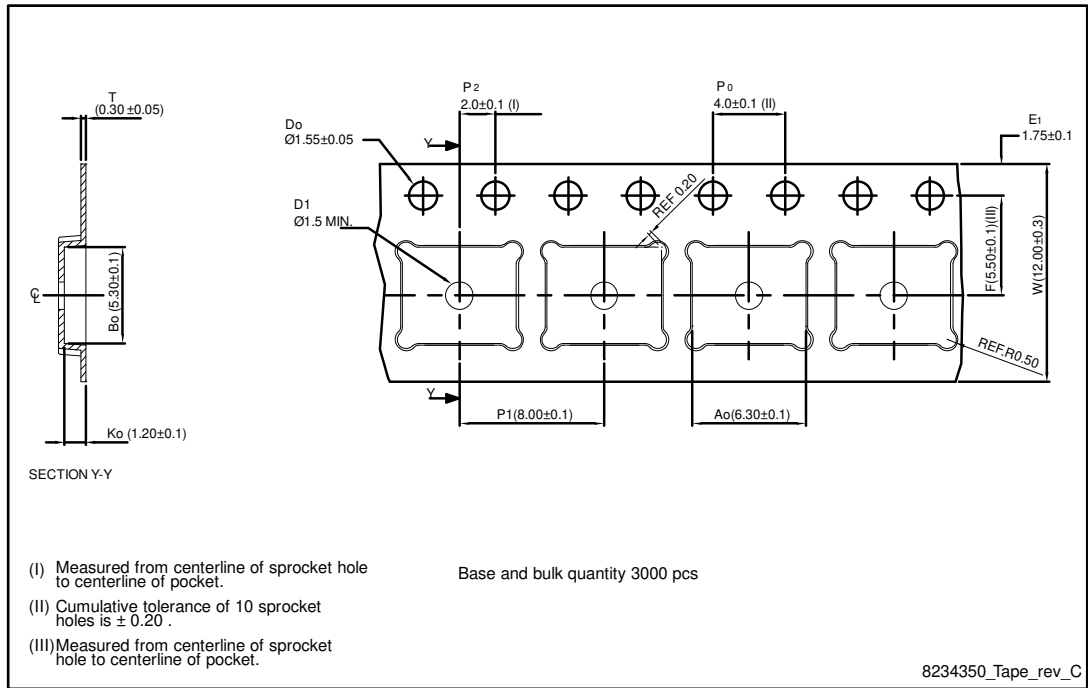 T
(0.30 ±0.05)
P2
2.0±0.1 (I)
P0
4.0±0.1 (II)
E1
1.75±0.1
Do
Ø1.55±0.05
Y
D1
Ø1.5 MIN.
REF 0.20
Bo (5.30±0.1)
F(5.50±0.1)(III)
W(12.00±0.3)
REF.R0.50
Y
P1(8.00±0.1)
Ao(6.30±0.1)
Ko (1.20±0.1)
SECTION Y-Y
(I) Measured from centerline of sprocket hole
to centerline of pocket.
Base and bulk quantity 3000 pcs
(II) Cumulative tolerance of 10 sprocket
holes is ± 0.20 .
(III) Measured from centerline of sprocket
hole to centerline of pocket.
8234350_Tape_rev_C